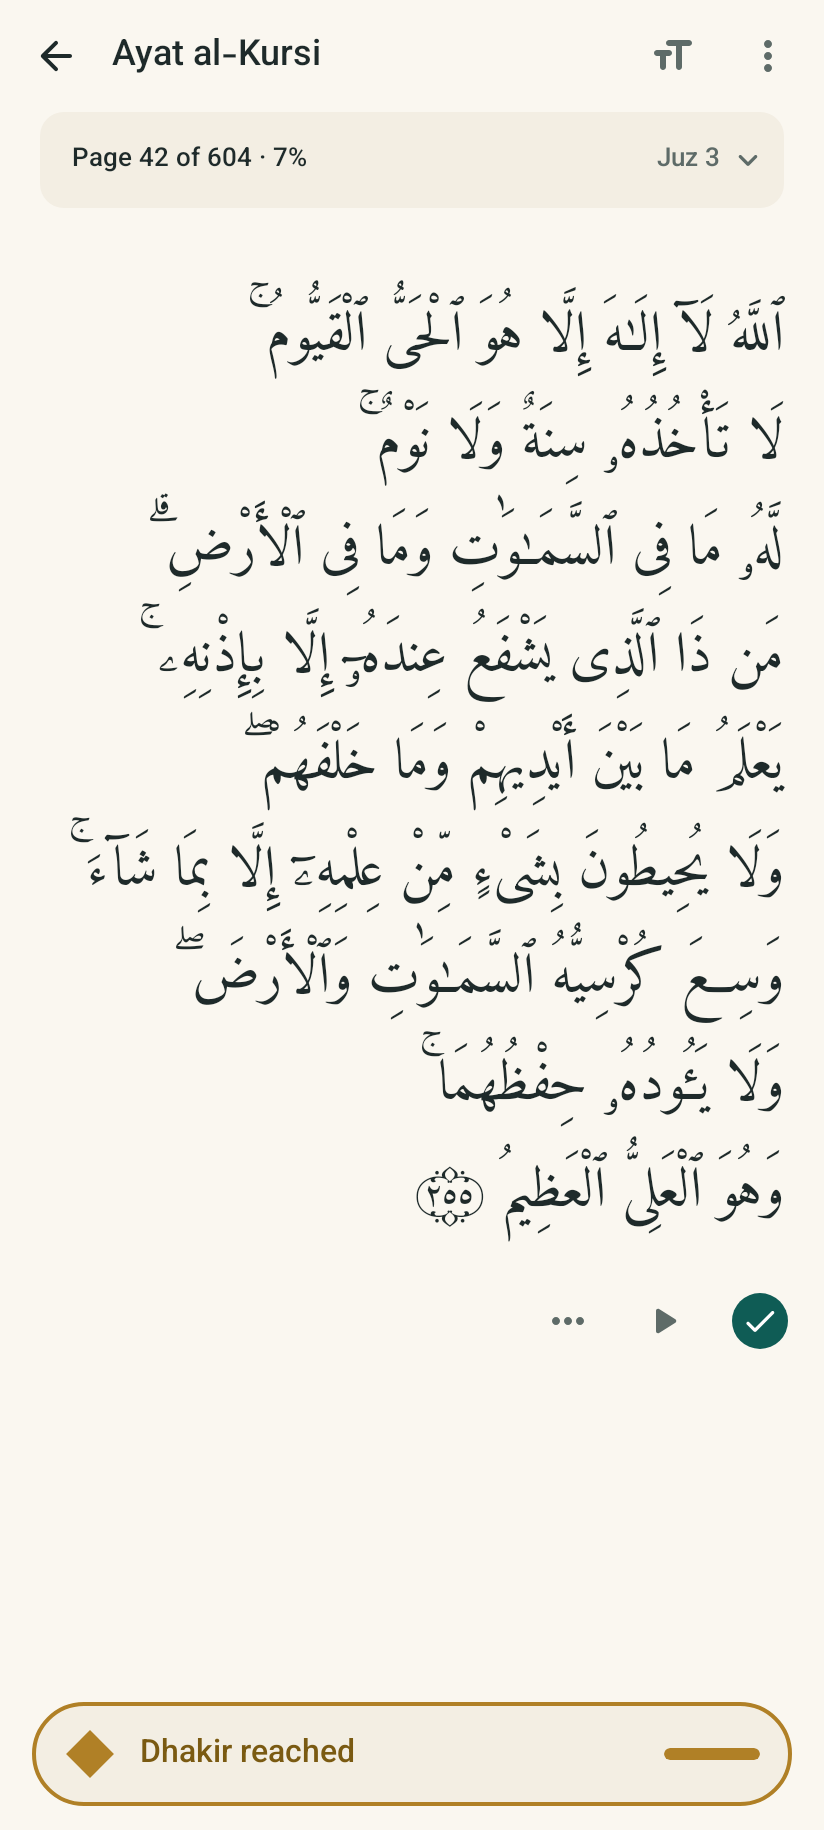 Ayat al-Kursi
Page 42 of 604 · 7%
Juz 3
ٱللَّهُ لَآ إِلَـٰهَ إِلَّا هُوَ ٱلْحَىُّ ٱلْقَيُّومُ ۚ
لَا تَأْخُذُهُۥ سِنَةٌ وَلَا نَوْمٌ ۚ
لَّهُۥ مَا فِى ٱلسَّمَـٰوَٰتِ وَمَا فِى ٱلْأَرْضِ ۗ
مَن ذَا ٱلَّذِى يَشْفَعُ عِندَهُۥٓ إِلَّا بِإِذْنِهِۦ ۚ
يَعْلَمُ مَا بَيْنَ أَيْدِيهِمْ وَمَا خَلْفَهُمْ ۖ
وَلَا يُحِيطُونَ بِشَىْءٍ مِّنْ عِلْمِهِۦٓ إِلَّا بِمَا شَآءَ ۚ
وَسِعَ كُرْسِيُّهُ ٱلسَّمَـٰوَٰتِ وَٱلْأَرْضَ ۖ
وَلَا يَـُٔودُهُۥ حِفْظُهُمَا ۚ
وَهُوَ ٱلْعَلِىُّ ٱلْعَظِيمُ ۝٢٥٥
Dhakir reached